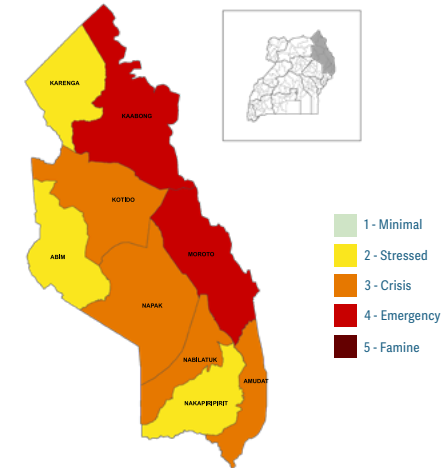 KARENGA
KAABONG
KOTIDO
ABIM
MOROTO
NAPAK
NABILATUK
AMUDAT
NAKAPIRIPIRIT
1 - Minimal
2 - Stressed
3 - Crisis
4 - Emergency
5 - Famine